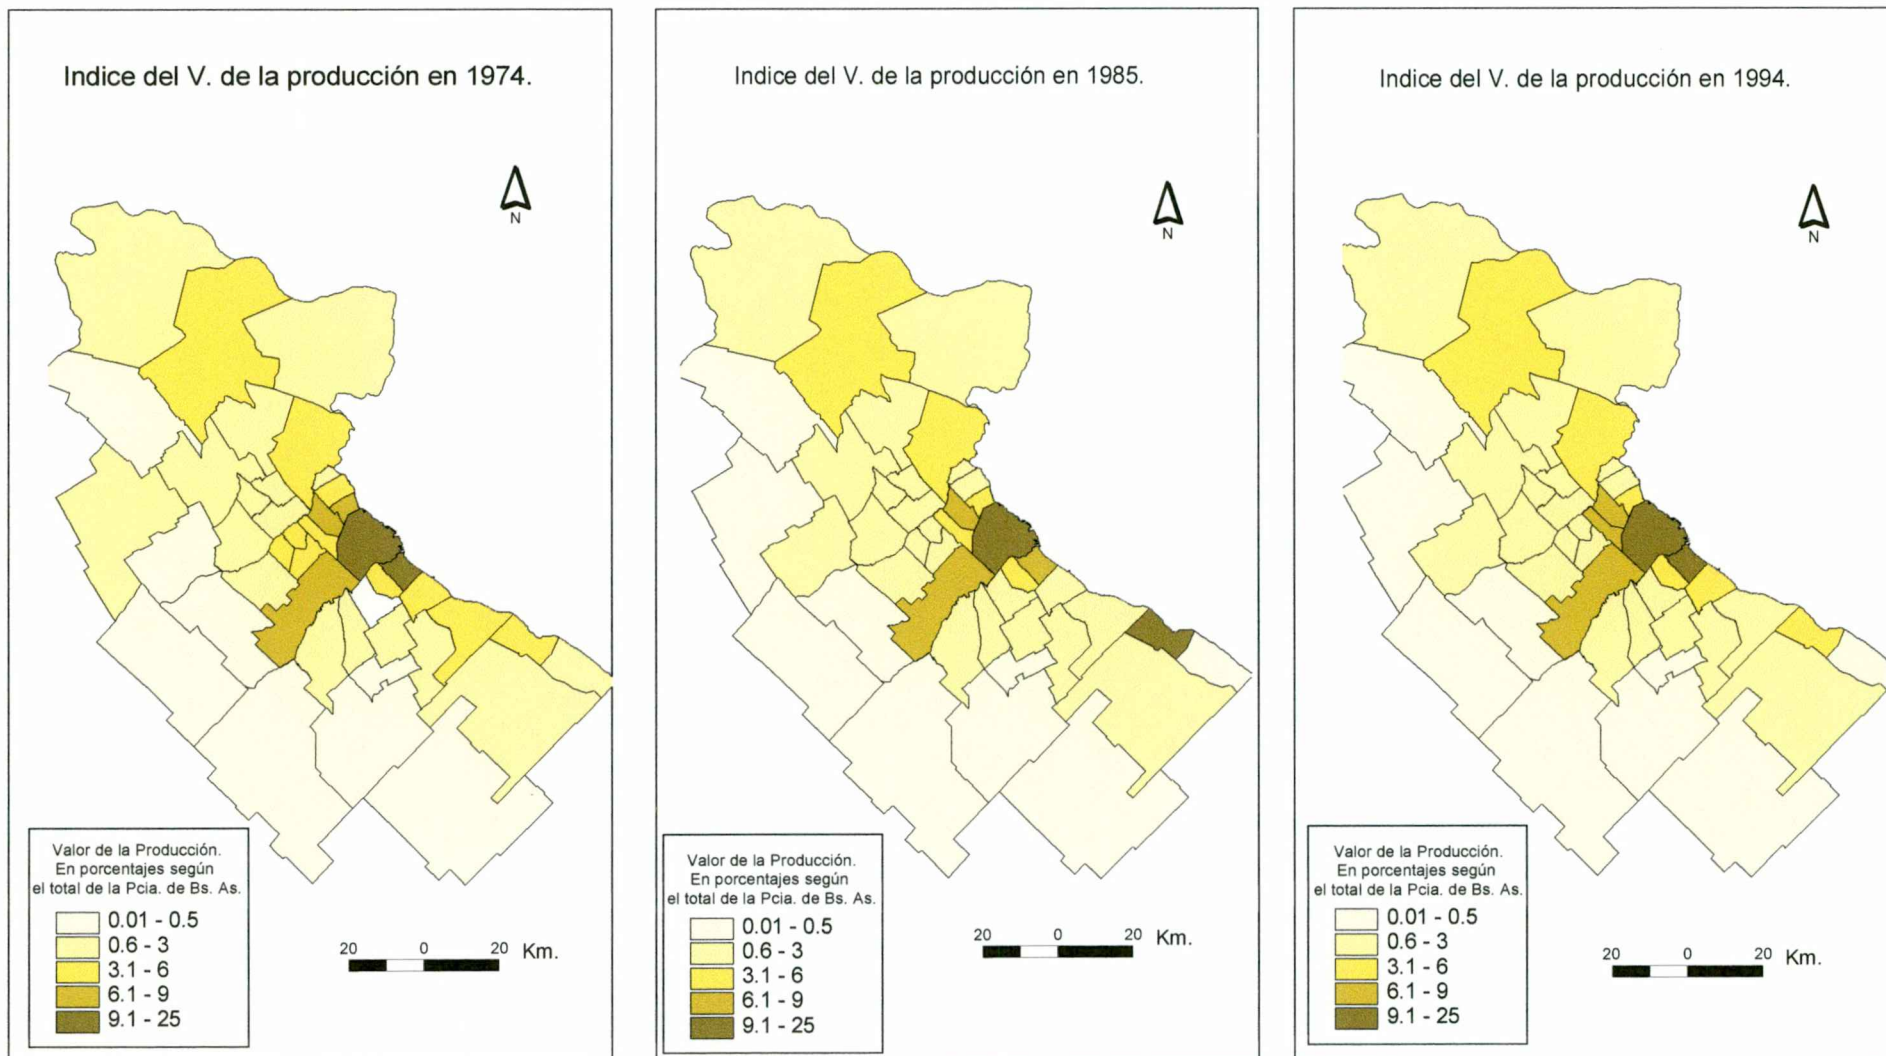 Indice del V. de la producción en 1974.
N
Valor de la Producción.
En porcentajes según
el total de la Pcia. de Bs. As.
0.01 - 0.5
0.6 - 3
3.1 - 6
6.1 - 9
9.1 - 25
20 0 20 Km.
Indice del V. de la producción en 1985.
N
Valor de la Producción.
En porcentajes según
el total de la Pcia. de Bs. As.
0.01 - 0.5
0.6 - 3
3.1 - 6
6.1 - 9
9.1 - 25
20 0 20 Km.
Indice del V. de la producción en 1994.
N
Valor de la Producción.
En porcentajes según
el total de la Pcia. de Bs. As.
0.01 - 0.5
0.6 - 3
3.1 - 6
6.1 - 9
9.1 - 25
20 0 20 Km.